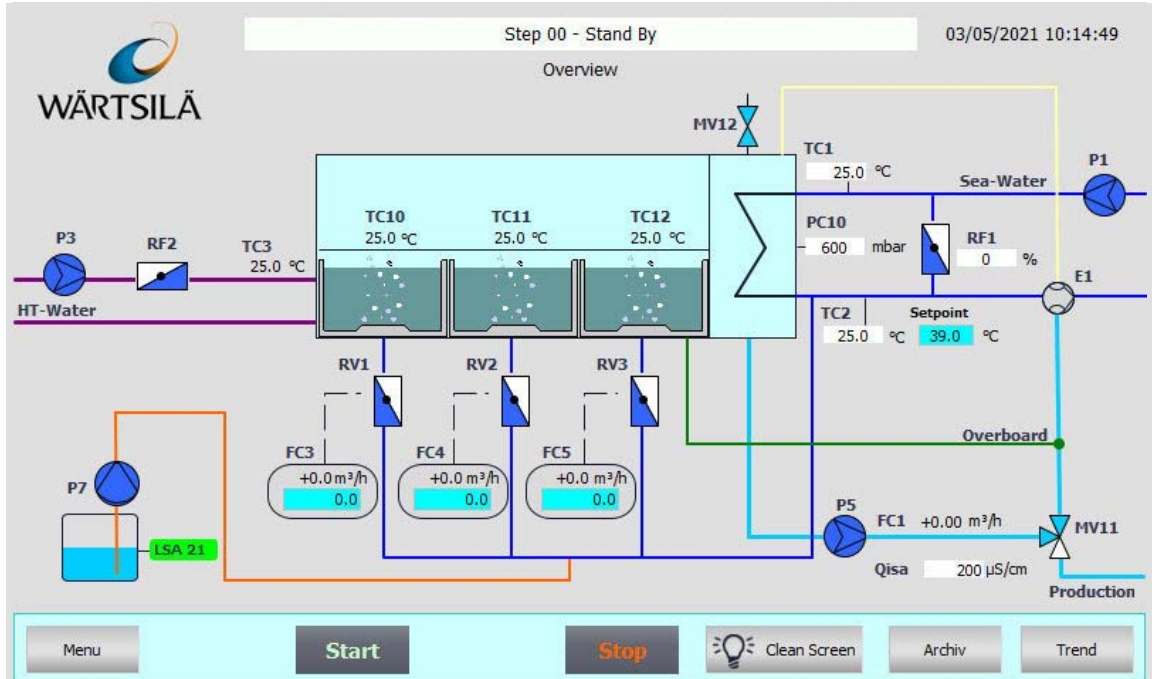 Step 00 - Stand By
03/05/2021 10:14:49
Overview
WÄRTSILÄ
MV12
TC1
25.0 °C
Sea-Water
P1
TC10
25.0 °C
TC11
25.0 °C
TC12
25.0 °C
PC10
600 mbar
RF1
0 %
P3
RF2
TC3
25.0 °C
E1
HT-Water
TC2
25.0 °C
Setpoint
39.0 °C
RV1
RV2
RV3
Overboard
FC3
+0.0 m³/h
0.0
FC4
+0.0 m³/h
0.0
FC5
+0.0 m³/h
0.0
P7
LSA 21
P5
FC1 +0.00 m³/h
MV11
Qisa 200 µS/cm
Production
Menu
Start
Stop
Clean Screen
Archiv
Trend